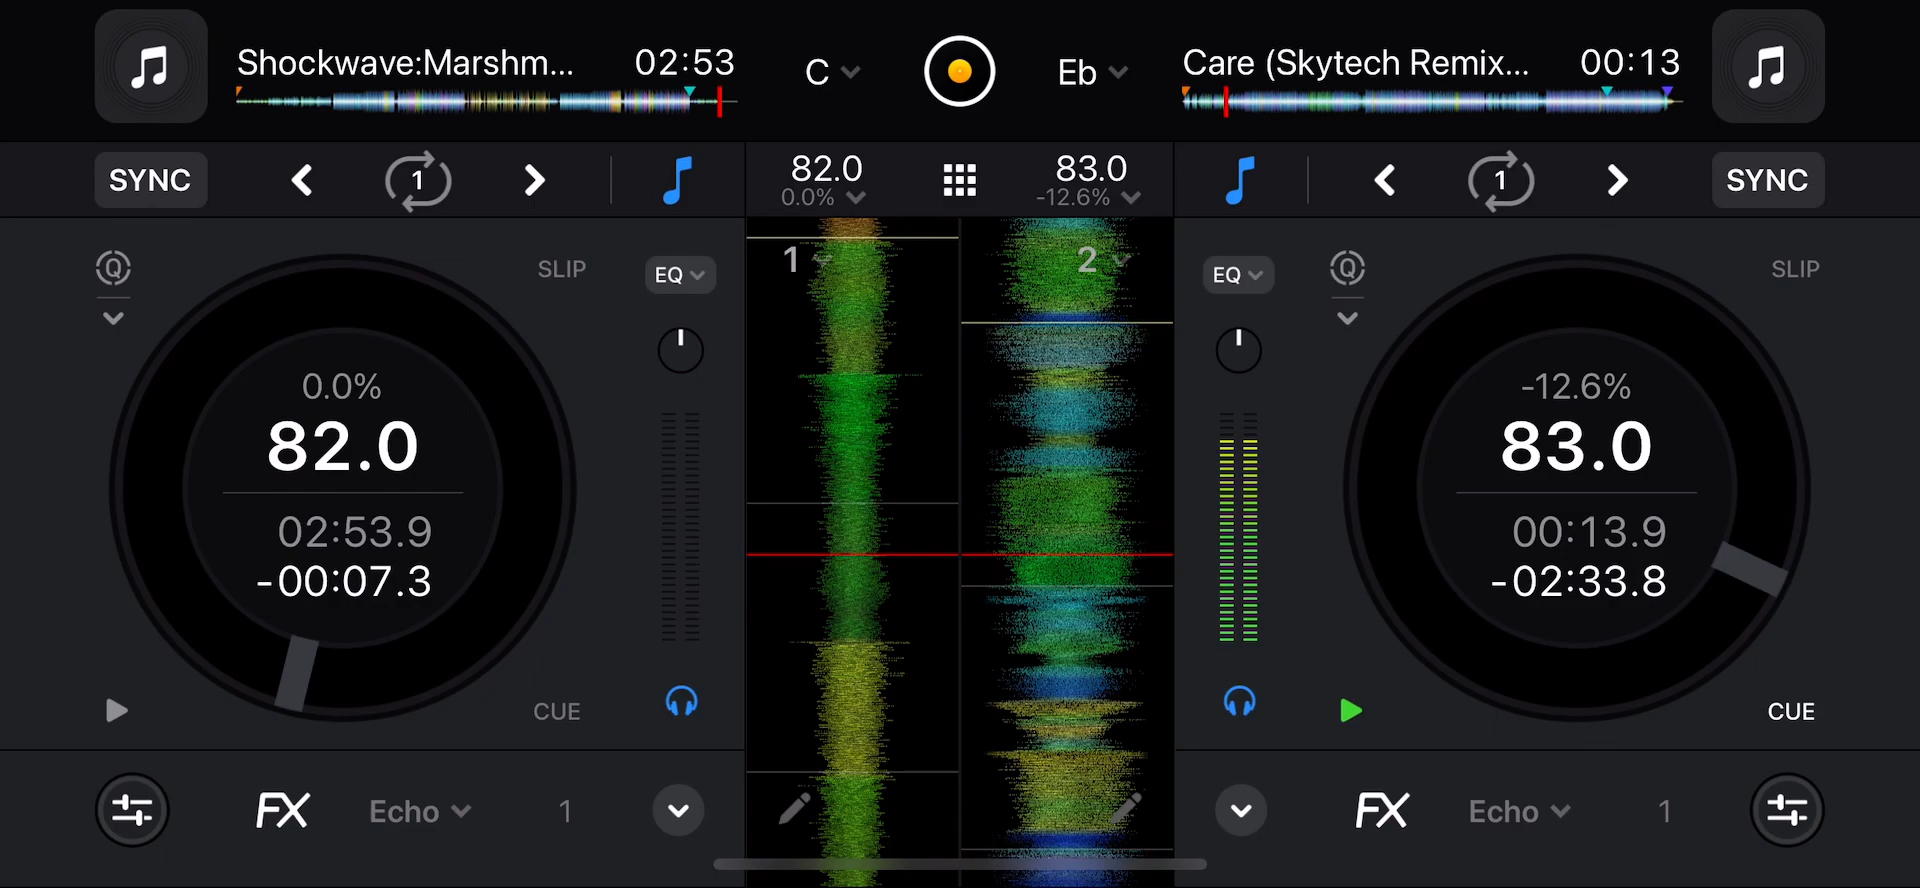 Shockwave:Marshm... 02:53 C Eb Care (Skytech Remix... 00:13
SYNC 1 82.0 83.0 1 SYNC
0.0% -12.6%
Q SLIP EQ 1 2 EQ Q SLIP
0.0% -12.6%
82.0 83.0
02:53.9 00:13.9
-00:07.3 -02:33.8
CUE CUE
FX Echo 1 FX Echo 1